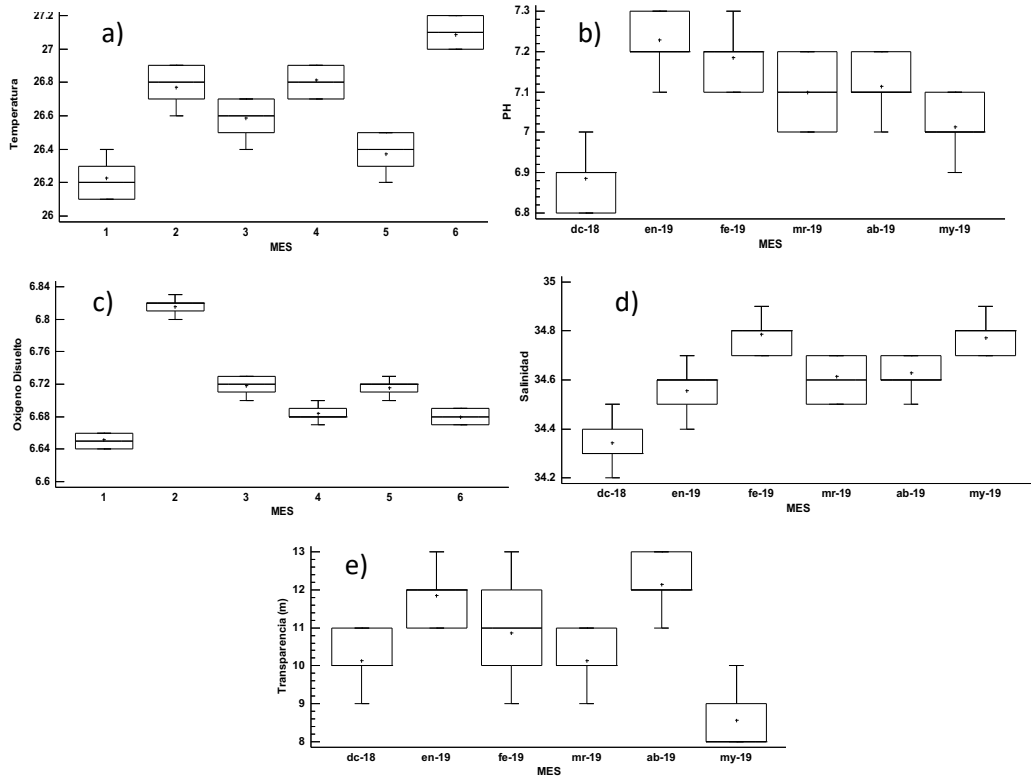 a)
Temperatura
27.2
27
26.8
26.6
26.4
26.2
26
1 2 3 4 5 6
MES
b)
PH
7.3
7.2
7.1
7
6.9
6.8
dc-18 en-19 fe-19 mr-19 ab-19 my-19
MES
c)
Oxigeno Disuelto
6.84
6.8
6.76
6.72
6.68
6.64
6.6
1 2 3 4 5 6
MES
d)
Salinidad
35
34.8
34.6
34.4
34.2
dc-18 en-19 fe-19 mr-19 ab-19 my-19
MES
e)
Transparencia (m)
13
12
11
10
9
8
dc-18 en-19 fe-19 mr-19 ab-19 my-19
MES